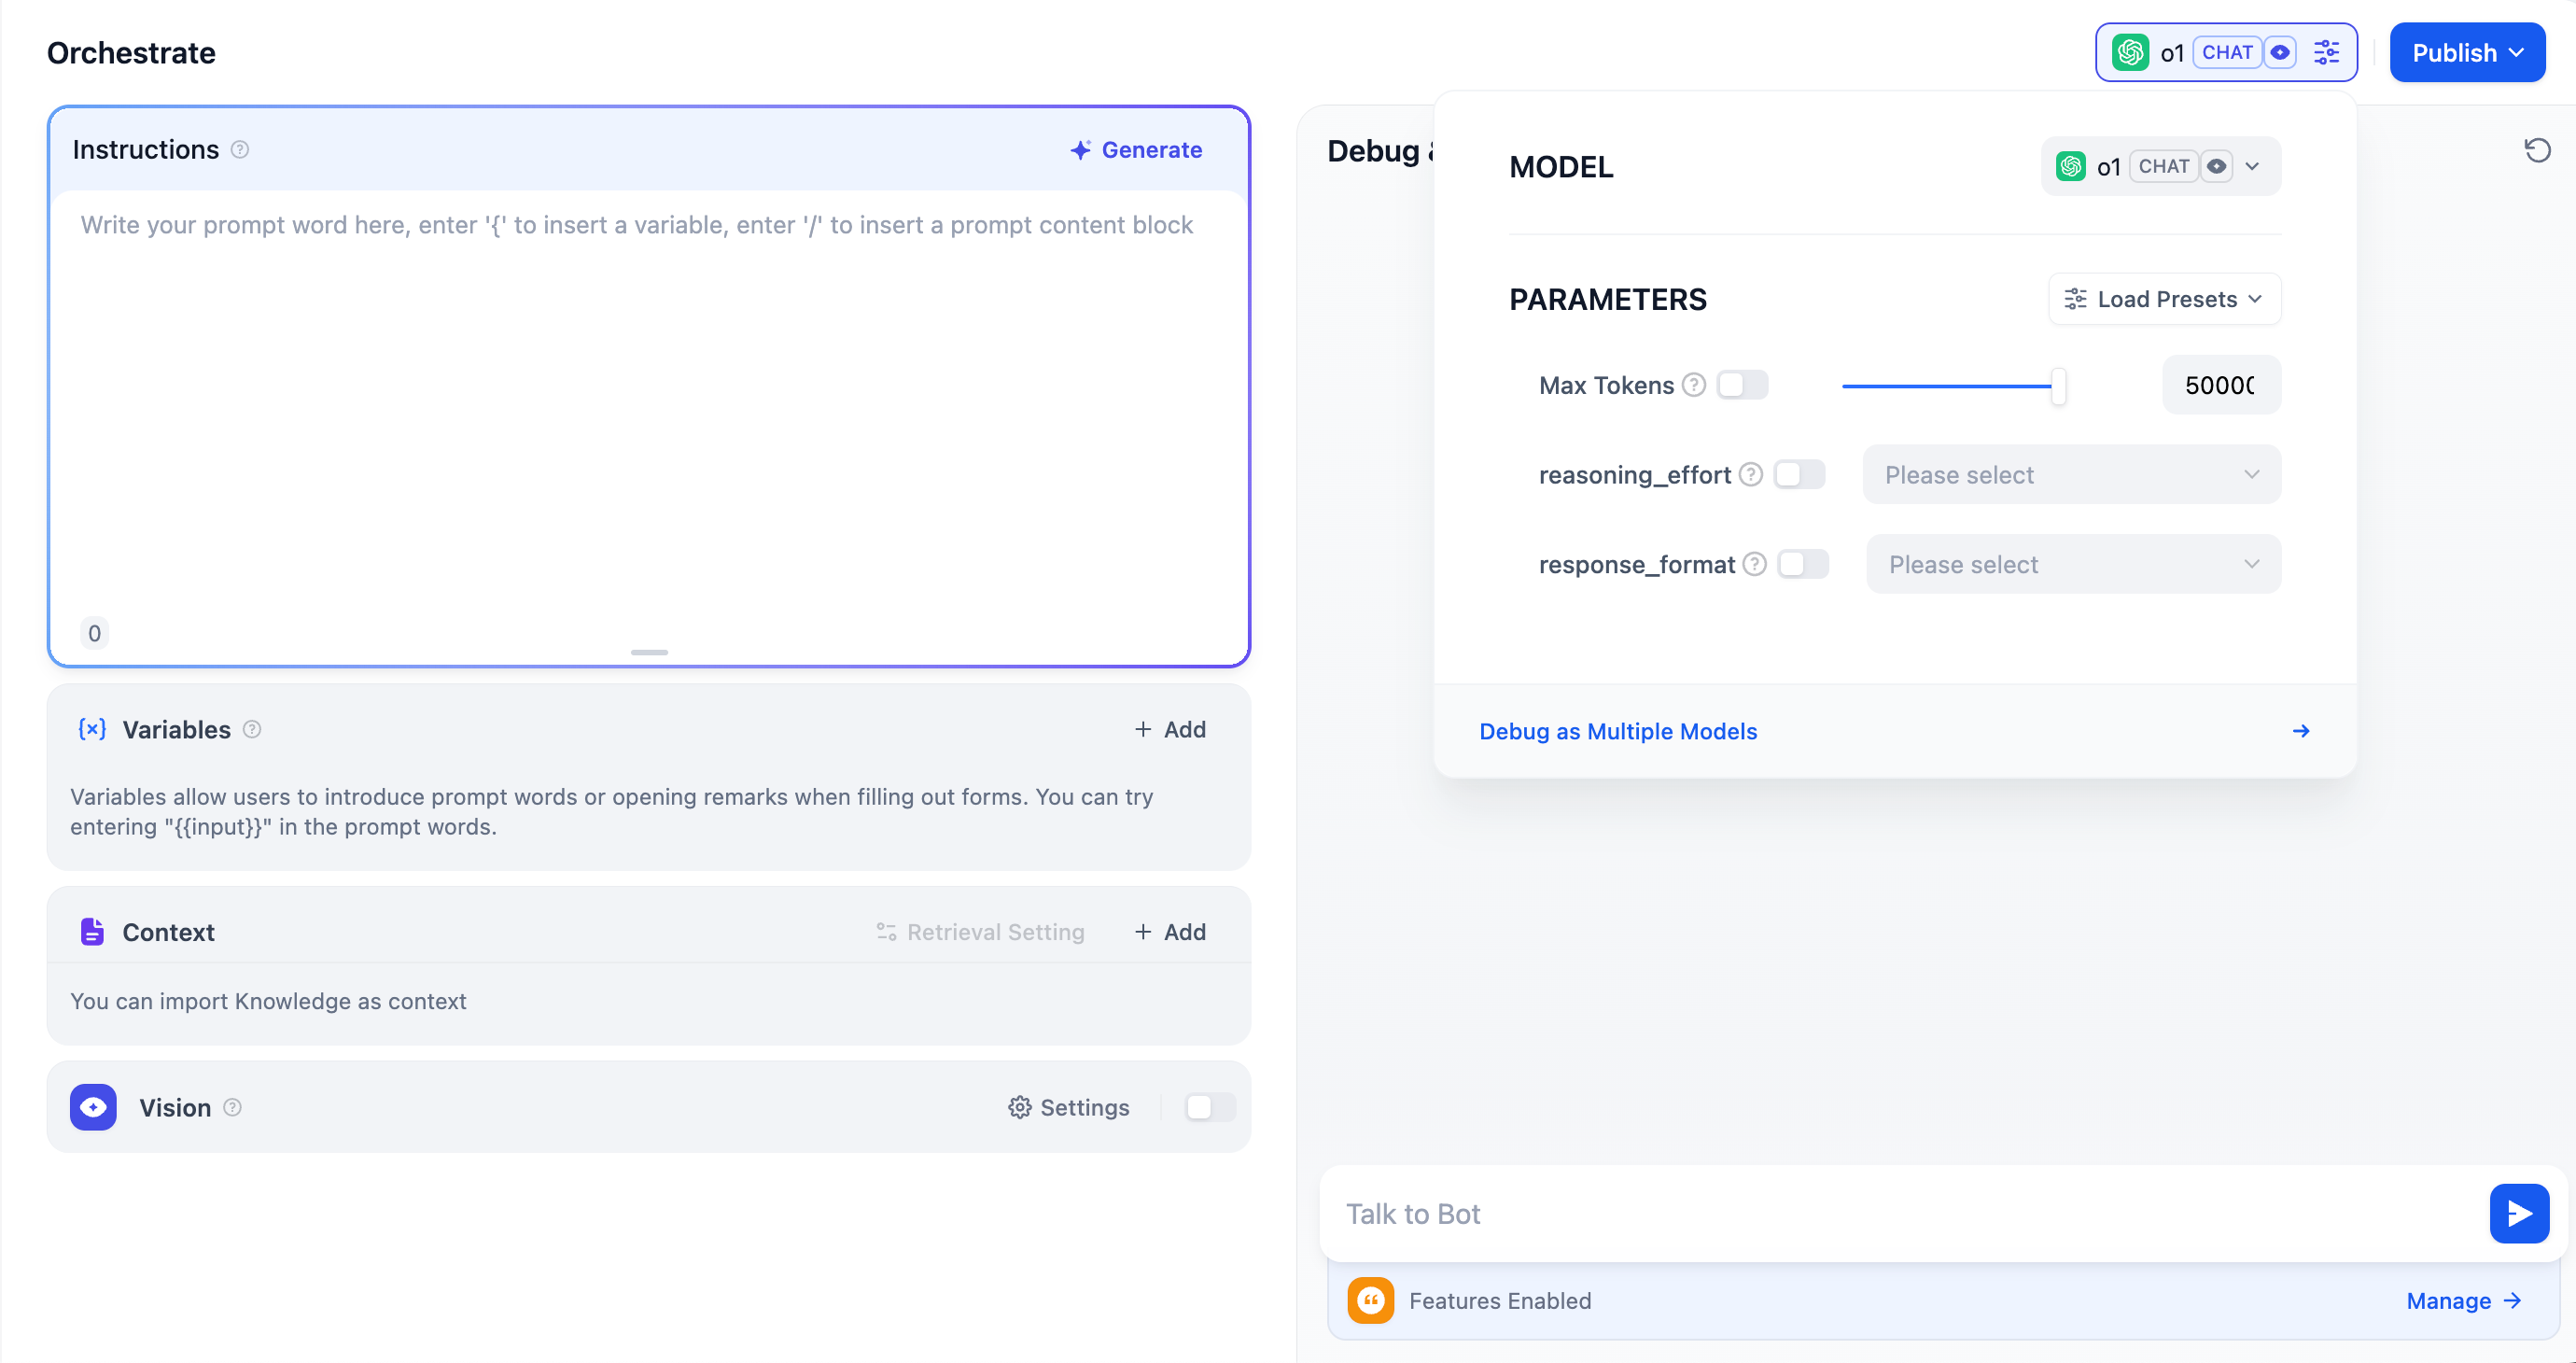 Orchestrate
o1 CHAT
Publish
Instructions
Generate
Write your prompt word here, enter '{' to insert a variable, enter '/' to insert a prompt content block
0
Variables
Add
Variables allow users to introduce prompt words or opening remarks when filling out forms. You can try
entering "{{input}}" in the prompt words.
Context
Retrieval Setting
Add
You can import Knowledge as context
Vision
Settings
Debug
MODEL
o1 CHAT
PARAMETERS
Load Presets
Max Tokens
50000
reasoning_effort
Please select
response_format
Please select
Debug as Multiple Models
Talk to Bot
Features Enabled
Manage